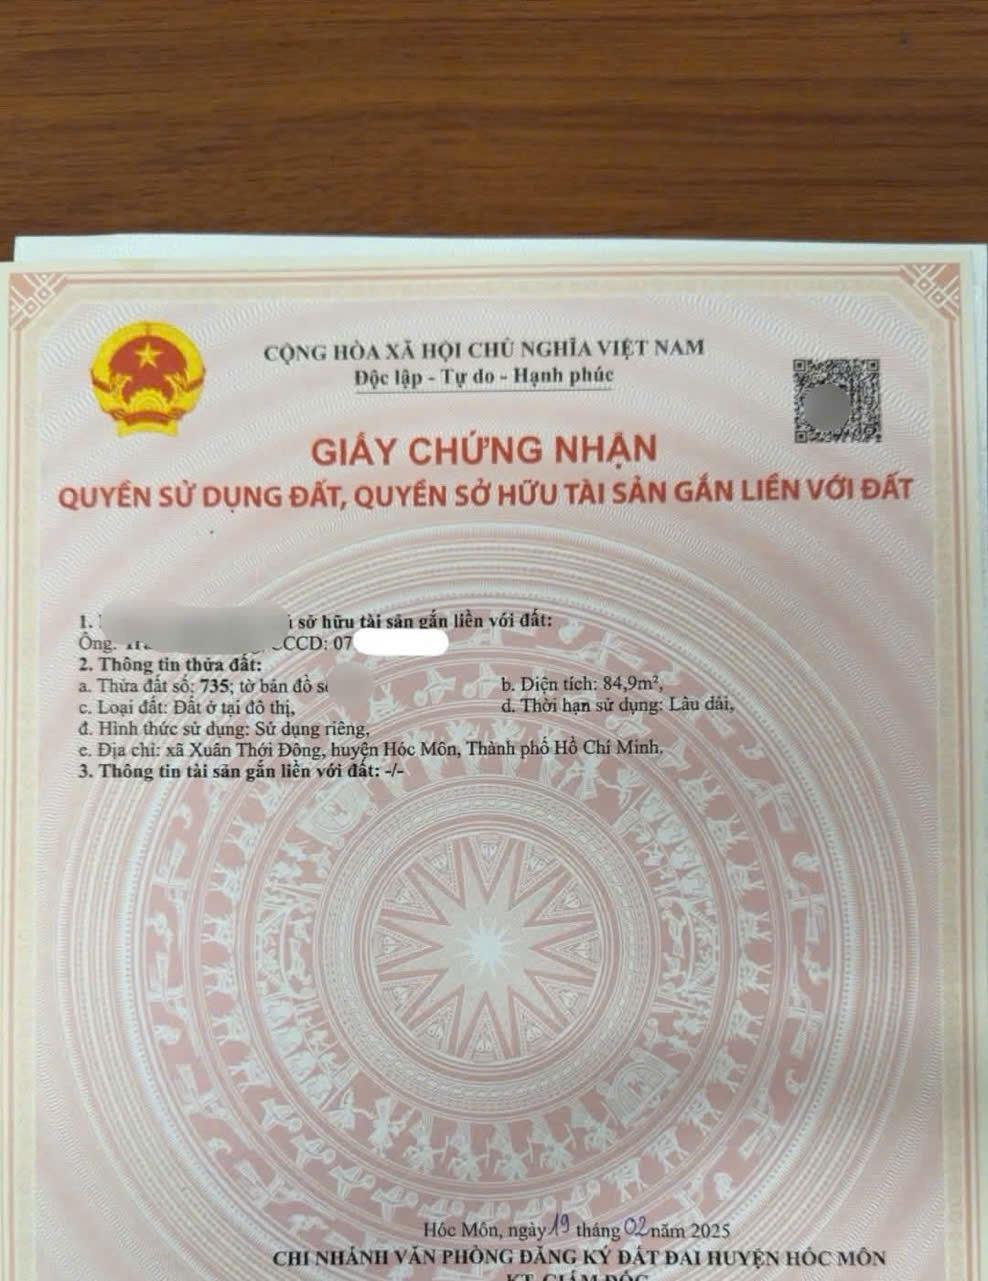 CỘNG HÒA XÃ HỘI CHỦ NGHĨA VIỆT NAM
Độc lập - Tự do - Hạnh phúc
GIẤY CHỨNG NHẬN
QUYỀN SỬ DỤNG ĐẤT, QUYỀN SỞ HỮU TÀI SẢN GẮN LIỀN VỚI ĐẤT
1. sở hữu tài sản gắn liền với đất:
Ông. CCCD: 07
2. Thông tin thửa đất:
a. Thửa đất số: 735; tờ bản đồ b. Diện tích: 84,9m²,
c. Loại đất: Đất ở tại đô thị, d. Thời hạn sử dụng: Lâu dài,
đ. Hình thức sử dụng: Sử dụng riêng,
e. Địa chỉ: xã Xuân Thới Đông, huyện Hóc Môn, Thành phố Hồ Chí Minh.
3. Thông tin tài sản gắn liền với đất: -/-
Hóc Môn, ngày 19 tháng 02 năm 2025
CHI NHÁNH VĂN PHÒNG ĐĂNG KÝ ĐẤT ĐAI HUYỆN HÓC MÔN
KT. GIÁM ĐỐC